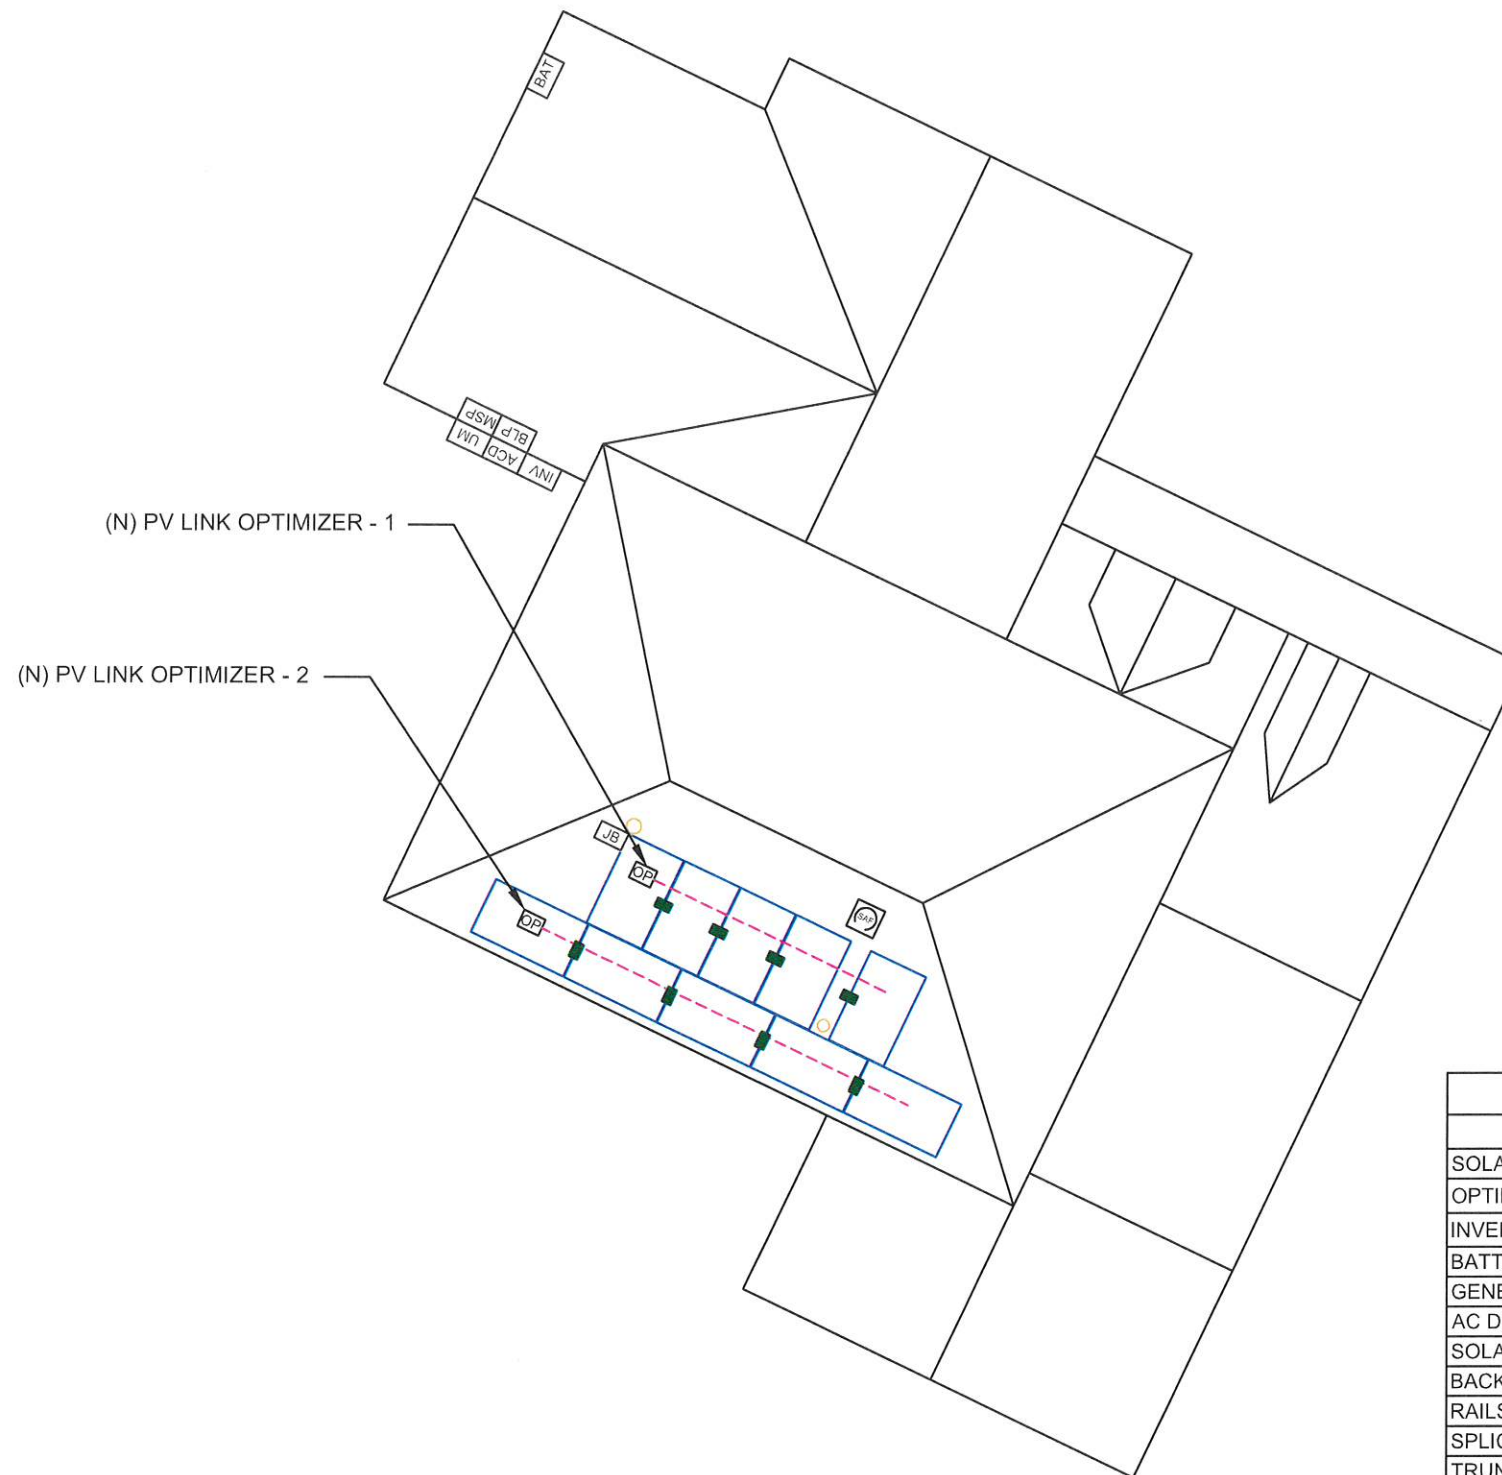 BAT
MSP
BLP
UM
ACD
INV
(N) PV LINK OPTIMIZER - 1
(N) PV LINK OPTIMIZER - 2
JB
OP
SAF
OP
SOLA
OPTI
INVE
BATT
GENE
AC D
SOLA
BACK
RAILS
SPLIC
TRUN